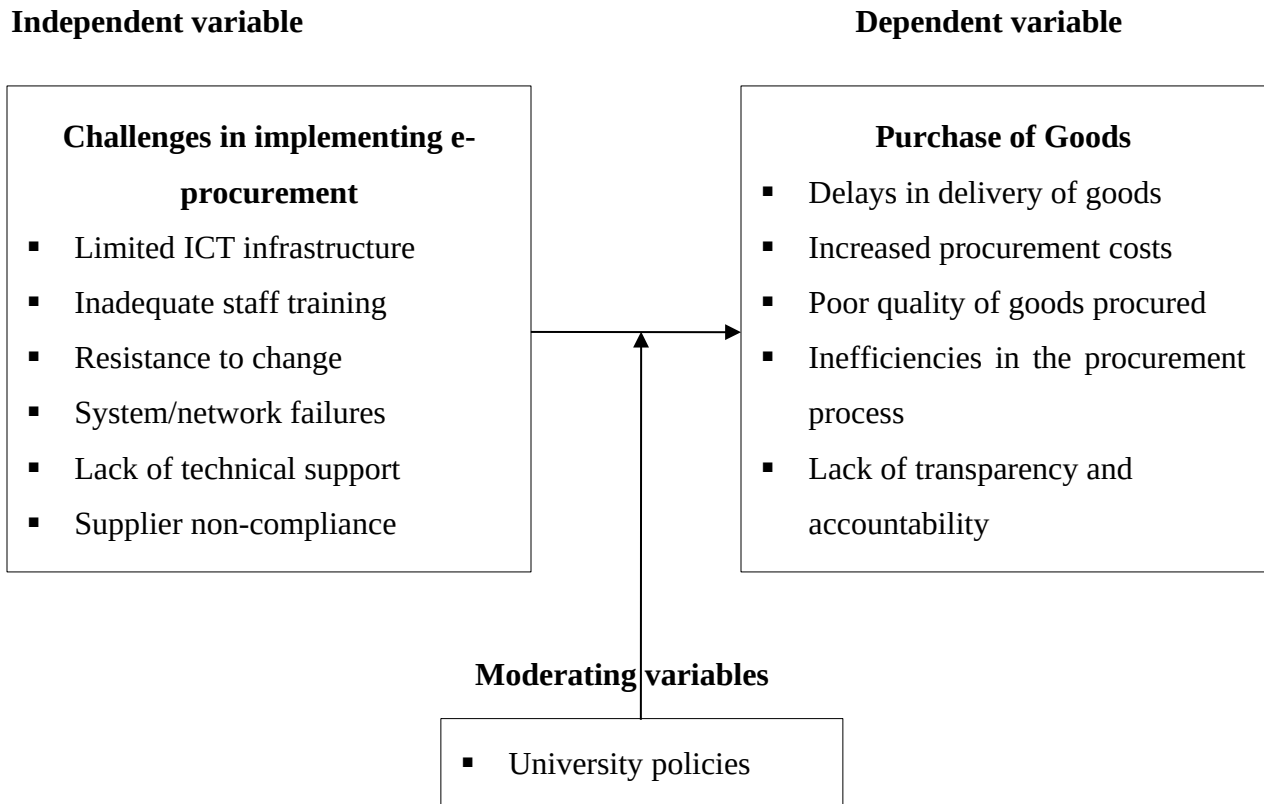 Independent variable
Dependent variable
Challenges in implementing e-
procurement
▪ Limited ICT infrastructure
▪ Inadequate staff training
▪ Resistance to change
▪ System/network failures
▪ Lack of technical support
▪ Supplier non-compliance
Purchase of Goods
▪ Delays in delivery of goods
▪ Increased procurement costs
▪ Poor quality of goods procured
▪ Inefficiencies in the procurement
process
▪ Lack of transparency and
accountability
Moderating variables
▪ University policies